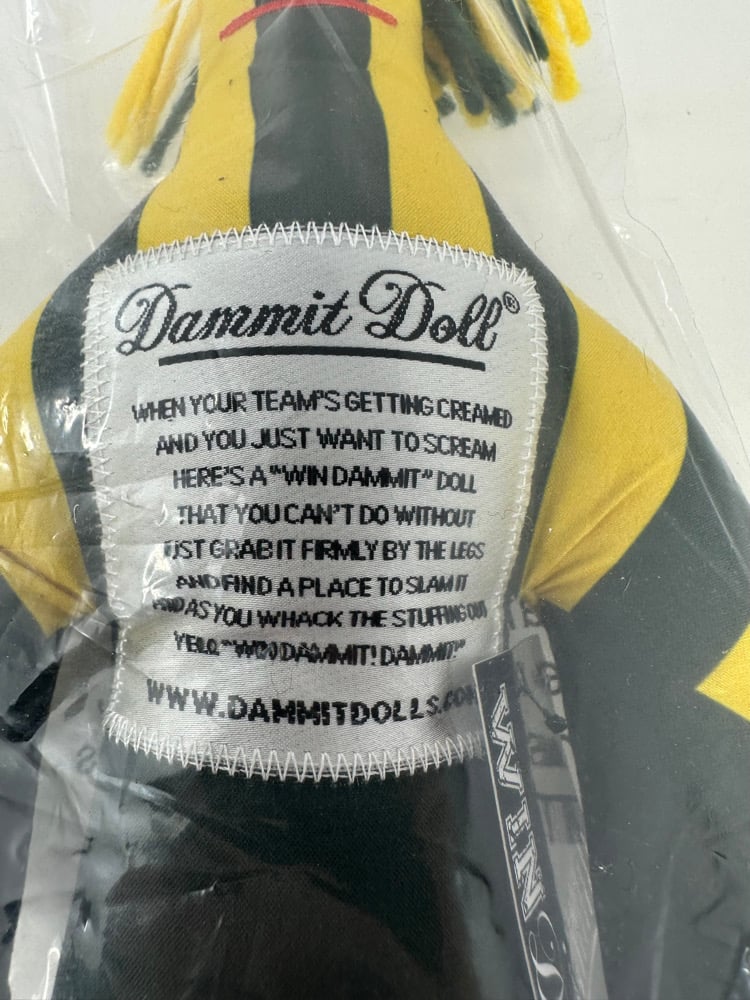 Dammit Doll®
WHEN YOUR TEAM'S GETTING CREAMED
AND YOU JUST WANT TO SCREAM
HERE'S A "WIN DAMMIT" DOLL
THAT YOU CAN'T DO WITHOUT
JUST GRAB IT FIRMLY BY THE LEGS
AND FIND A PLACE TO SLAM IT
AND AS YOU WHACK THE STUFFING OUT
YELL "WIN DAMMIT! DAMMIT!"
WWW.DAMMITDOLLS.COM
WIN D